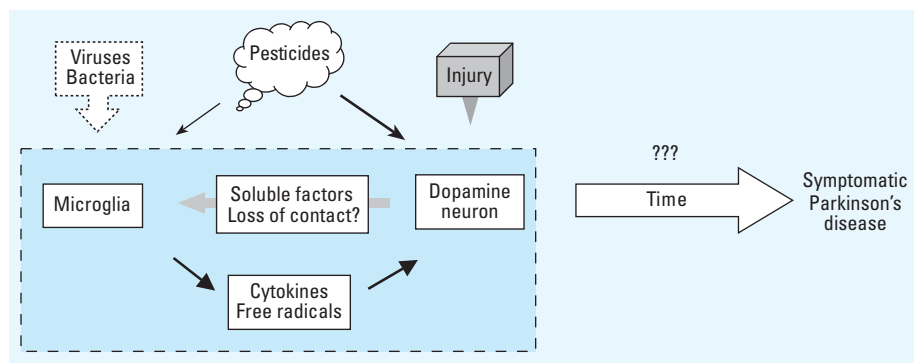 Viruses
Bacteria
Pesticides
Injury
Microglia
Soluble factors
Loss of contact?
Dopamine
neuron
Cytokines
Free radicals
???
Time
Symptomatic
Parkinson's
disease